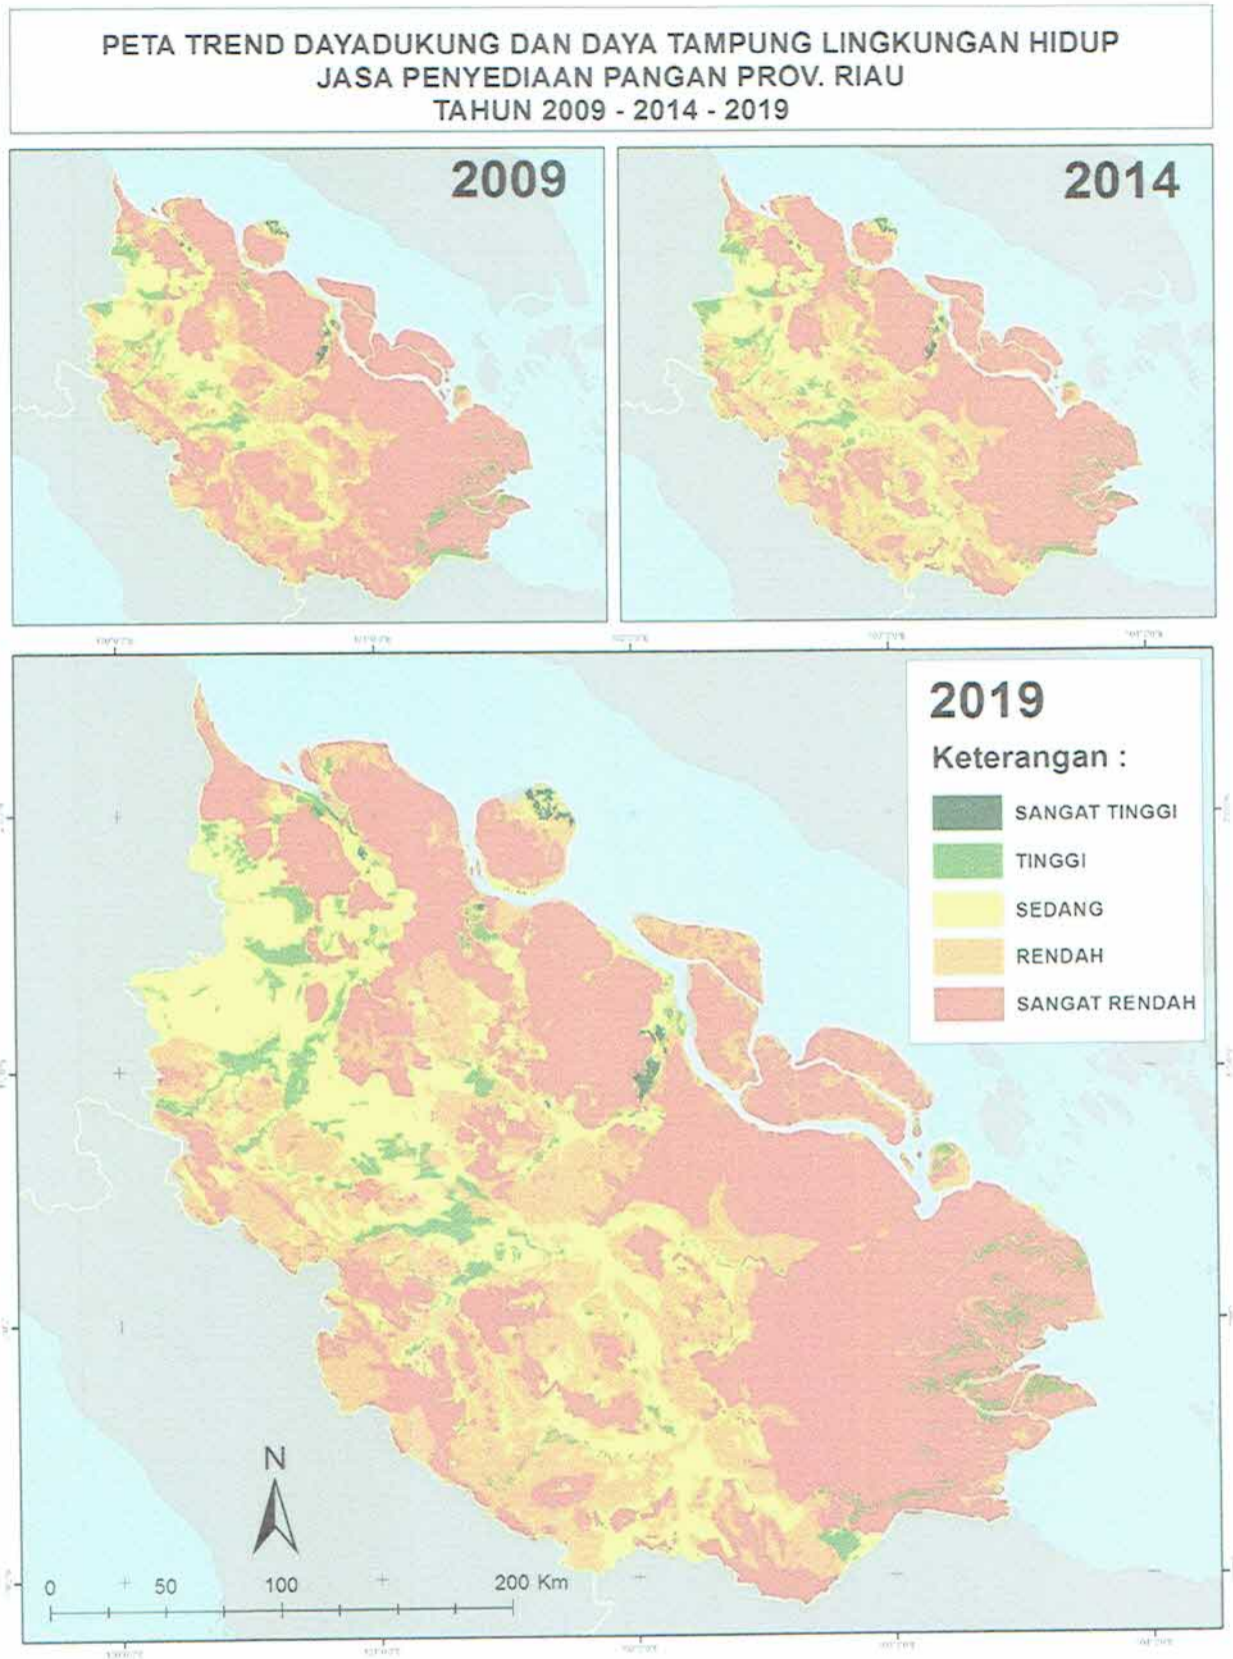 PETA TREND DAYADUKUNG DAN DAYA TAMPUNG LINGKUNGAN HIDUP
JASA PENYEDIAAN PANGAN PROV. RIAU
TAHUN 2009 - 2014 - 2019
2009
2014
2019
Keterangan :
SANGAT TINGGI
TINGGI
SEDANG
RENDAH
SANGAT RENDAH
N
0 50 100 200 Km